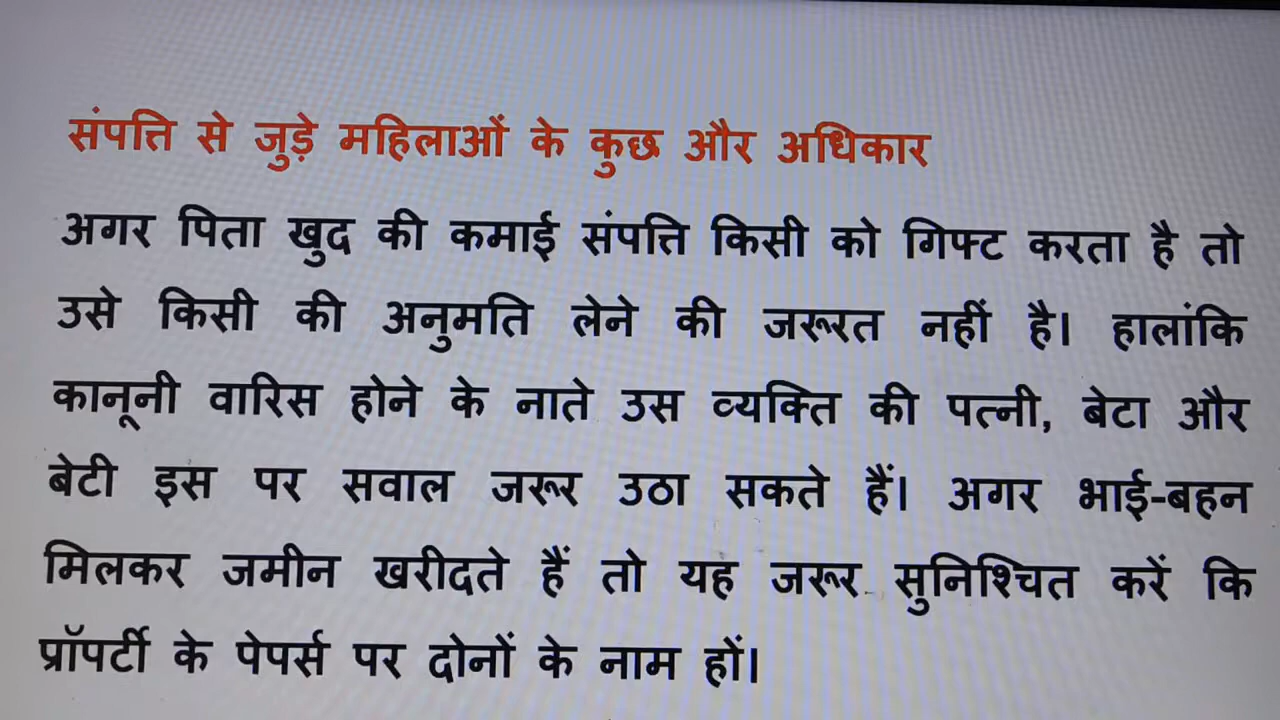 संपत्ति से जुड़े महिलाओं के कुछ और अधिकार
अगर पिता खुद की कमाई संपत्ति किसी को गिफ्ट करता है तो
उसे किसी की अनुमति लेने की जरूरत नहीं है। हालांकि
कानूनी वारिस होने के नाते उस व्यक्ति की पत्नी, बेटा और
बेटी इस पर सवाल जरूर उठा सकते हैं। अगर भाई-बहन
मिलकर जमीन खरीदते हैं तो यह जरूर सुनिश्चित करें कि
प्रॉपर्टी के पेपर्स पर दोनों के नाम हों।